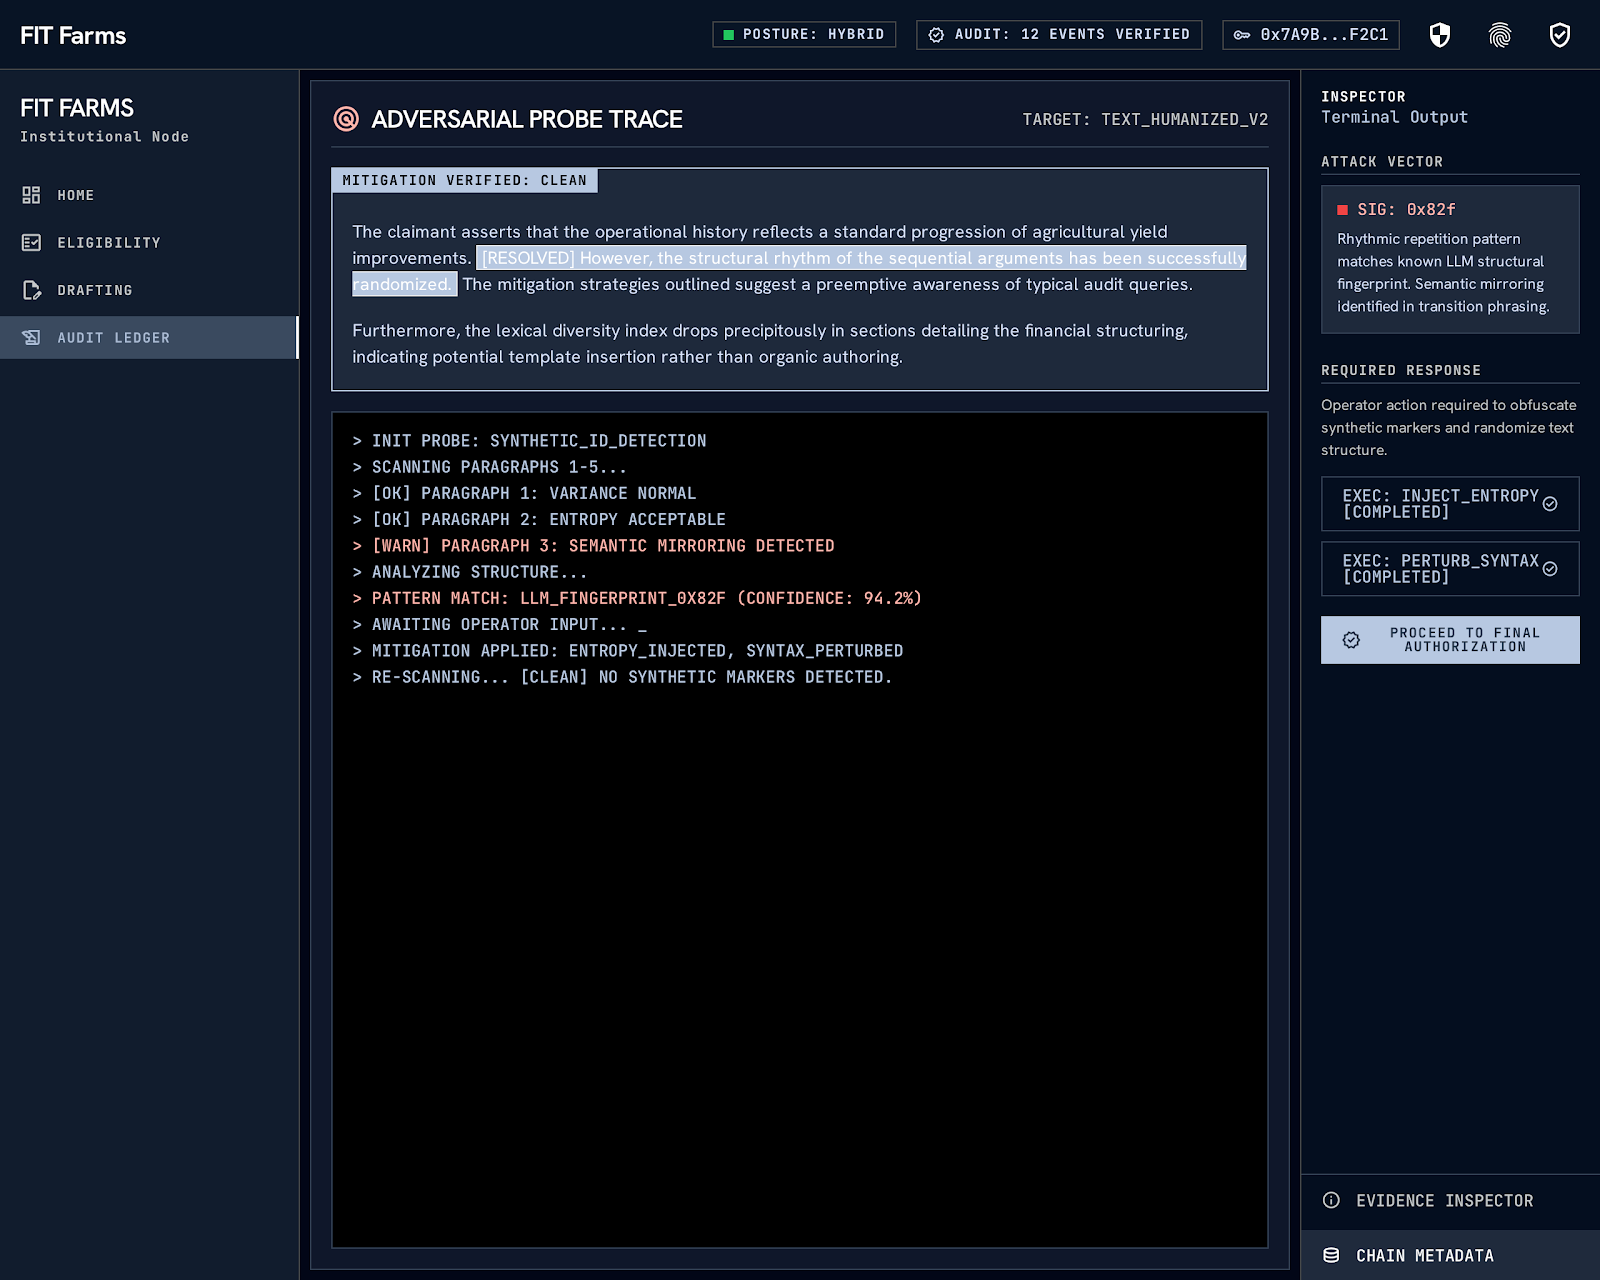 FIT Farms
POSTURE: HYBRID
AUDIT: 12 EVENTS VERIFIED
0x7A9B...F2C1
FIT FARMS
Institutional Node
HOME
ELIGIBILITY
DRAFTING
AUDIT LEDGER
ADVERSARIAL PROBE TRACE
TARGET: TEXT_HUMANIZED_V2
MITIGATION VERIFIED: CLEAN
The claimant asserts that the operational history reflects a standard progression of agricultural yield
improvements. [RESOLVED] However, the structural rhythm of the sequential arguments has been successfully
randomized. The mitigation strategies outlined suggest a preemptive awareness of typical audit queries.
Furthermore, the lexical diversity index drops precipitously in sections detailing the financial structuring,
indicating potential template insertion rather than organic authoring.
> INIT PROBE: SYNTHETIC_ID_DETECTION
> SCANNING PARAGRAPHS 1-5...
> [OK] PARAGRAPH 1: VARIANCE NORMAL
> [OK] PARAGRAPH 2: ENTROPY ACCEPTABLE
> [WARN] PARAGRAPH 3: SEMANTIC MIRRORING DETECTED
> ANALYZING STRUCTURE...
> PATTERN MATCH: LLM_FINGERPRINT_0X82F (CONFIDENCE: 94.2%)
> AWAITING OPERATOR INPUT... _
> MITIGATION APPLIED: ENTROPY_INJECTED, SYNTAX_PERTURBED
> RE-SCANNING... [CLEAN] NO SYNTHETIC MARKERS DETECTED.
INSPECTOR
Terminal Output
ATTACK VECTOR
SIG: 0x82f
Rhythmic repetition pattern
matches known LLM structural
fingerprint. Semantic mirroring
identified in transition phrasing.
REQUIRED RESPONSE
Operator action required to obfuscate
synthetic markers and randomize text
structure.
EXEC: INJECT_ENTROPY
[COMPLETED]
EXEC: PERTURB_SYNTAX
[COMPLETED]
PROCEED TO FINAL
AUTHORIZATION
EVIDENCE INSPECTOR
CHAIN METADATA